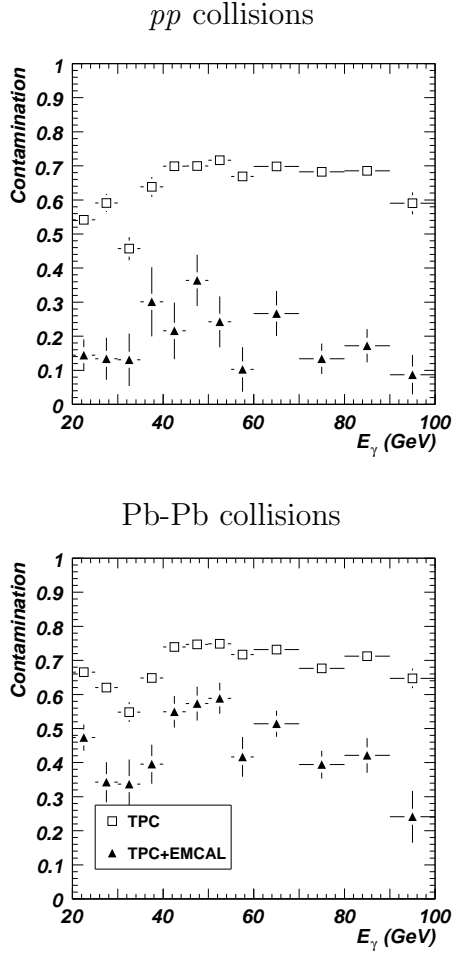 pp collisions
Contamination
1
0.9
0.8
0.7
0.6
0.5
0.4
0.3
0.2
0.1
0
20 40 60 80 100
E_γ (GeV)
Pb-Pb collisions
Contamination
1
0.9
0.8
0.7
0.6
0.5
0.4
0.3
0.2
0.1
0
TPC
TPC+EMCAL
20 40 60 80 100
E_γ (GeV)